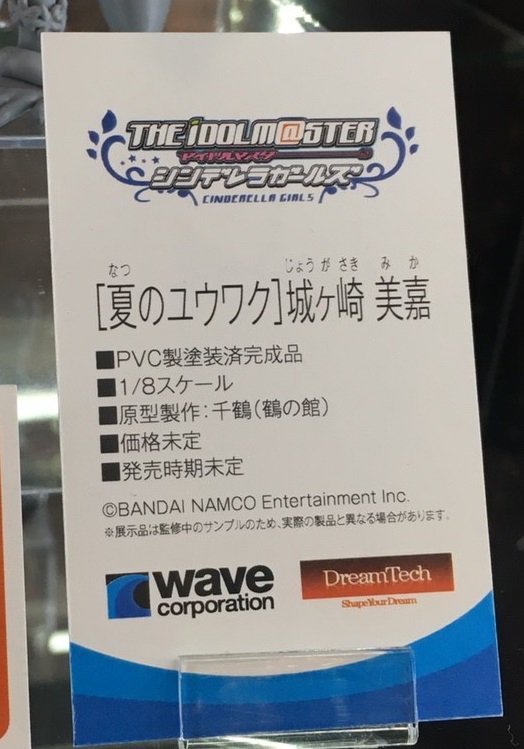 THE iDOLM@STER
アイドルマスター
シンデレラガールズ
CINDERELLA GIRLS
なつ じょうがさき みか
[夏のユウワク]城ヶ崎 美嘉
■PVC製塗装済完成品
■1/8スケール
■原型製作:千鶴(鶴の館)
■価格未定
■発売時期未定
©BANDAI NAMCO Entertainment Inc.
※展示品は監修中のサンプルのため、実際の製品と異なる場合があります。
wave
corporation
DreamTech
ShapeYourDream